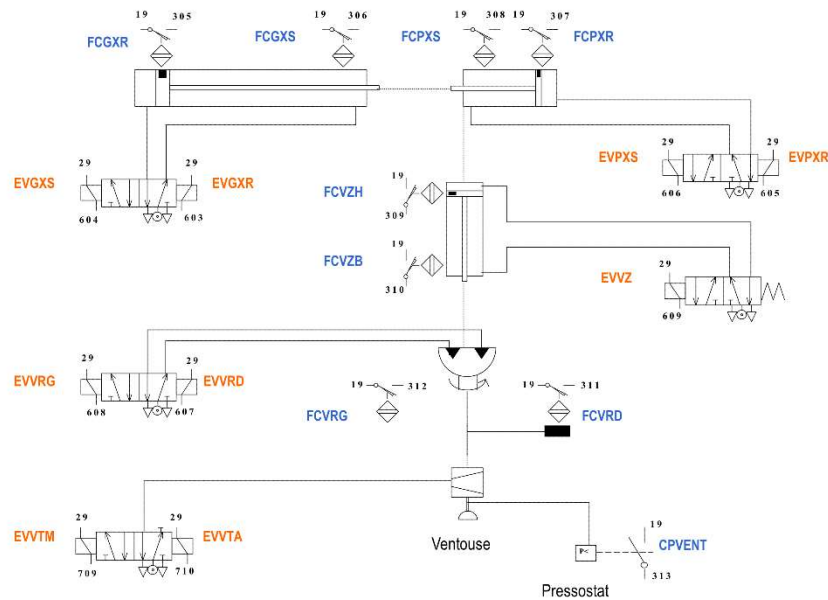 19 305
FCGXR
19 306
FCGXS
19 308
FCPXS
19 307
FCPXR
29 29
EVGXS EVGXR
604 603
29 29
EVPXS EVPXR
606 605
19
FCVZH
309
19
FCVZB
310
29
EVVZ
609
29 29
EVVRG EVVRD
608 607
19 312
FCVRG
19 311
FCVRD
29 29
EVVTM EVVTA
709 710
Ventouse
P<
19
CPVENT
313
Pressostat